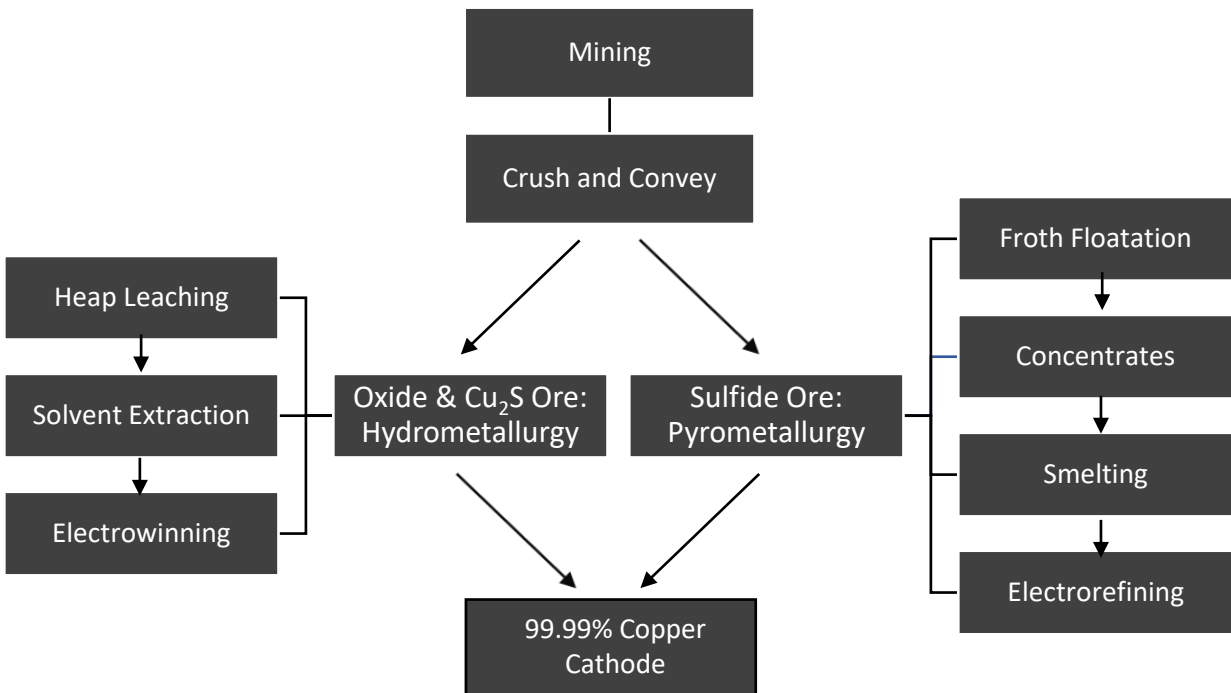 Mining
Crush and Convey
Heap Leaching
Solvent Extraction
Electrowinning
Oxide & Cu₂S Ore:
Hydrometallurgy
Sulfide Ore:
Pyrometallurgy
Froth Floatation
Concentrates
Smelting
Electrorefining
99.99% Copper
Cathode